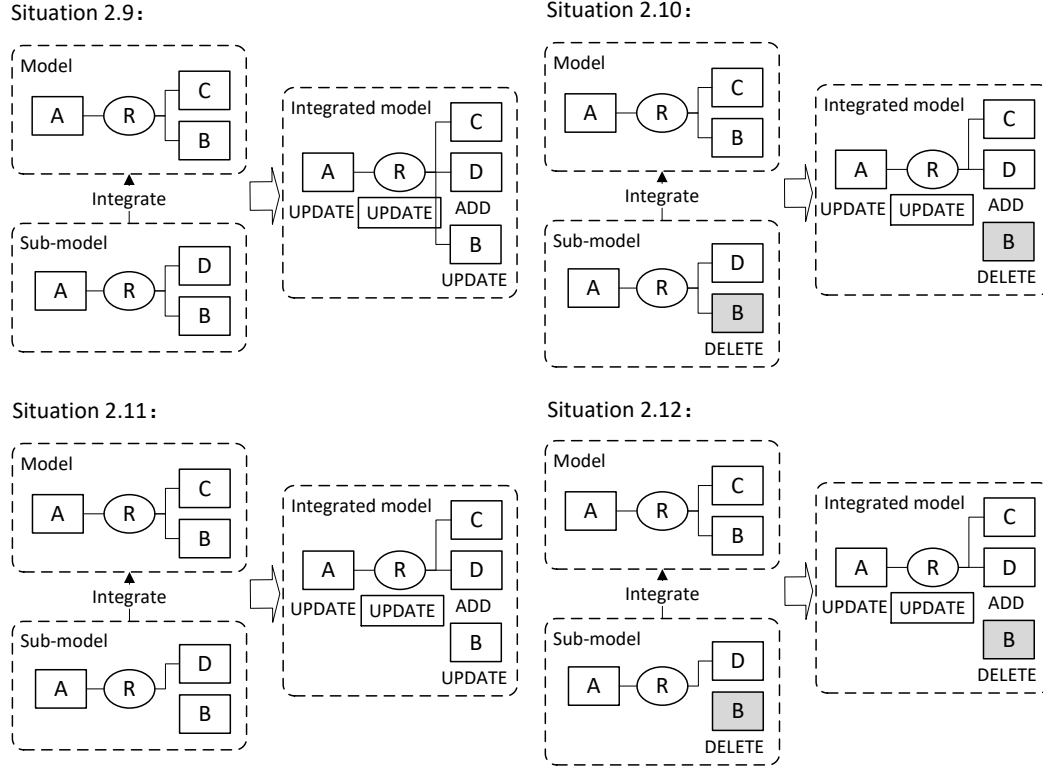 Situation 2.9：
Model
A
R
C
B
Integrate
Sub-model
A
R
D
B
Integrated model
A
R
C
D
B
UPDATE
UPDATE
ADD
UPDATE
Situation 2.10：
Model
A
R
C
B
Integrate
Sub-model
A
R
D
B
DELETE
Integrated model
A
R
C
D
B
UPDATE
UPDATE
ADD
DELETE
Situation 2.11：
Model
A
R
C
B
Integrate
Sub-model
A
R
D
B
Integrated model
A
R
C
D
B
UPDATE
UPDATE
ADD
UPDATE
Situation 2.12：
Model
A
R
C
B
Integrate
Sub-model
A
R
D
B
DELETE
Integrated model
A
R
C
D
B
UPDATE
UPDATE
ADD
DELETE